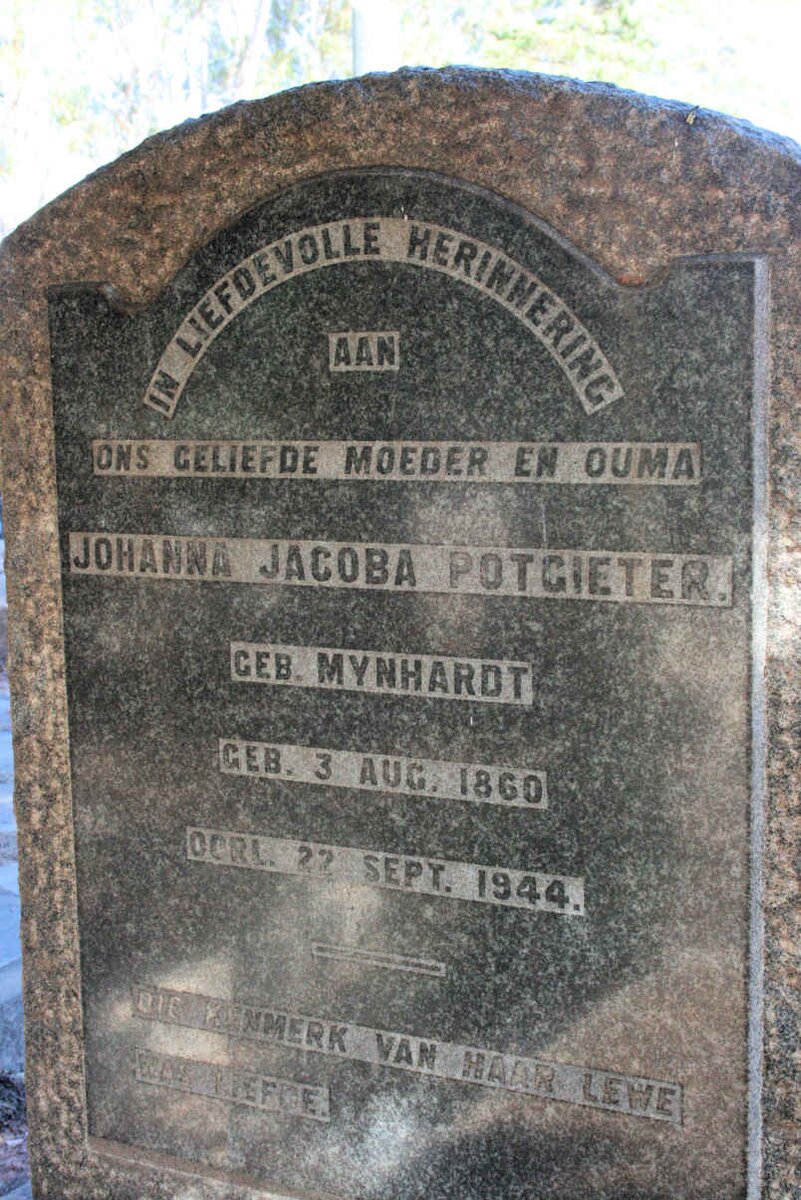 IN LIEFDEVOLLE HERINNERING
AAN
ONS GELIEFDE MOEDER EN OUMA
JOHANNA JACOBA POTGIETER.
GEB. MYNHARDT
GEB. 3 AUG. 1860
OORL. 22 SEPT. 1944.
DIE KENMERK VAN HAAR LEWE
WAS LIEFDE.